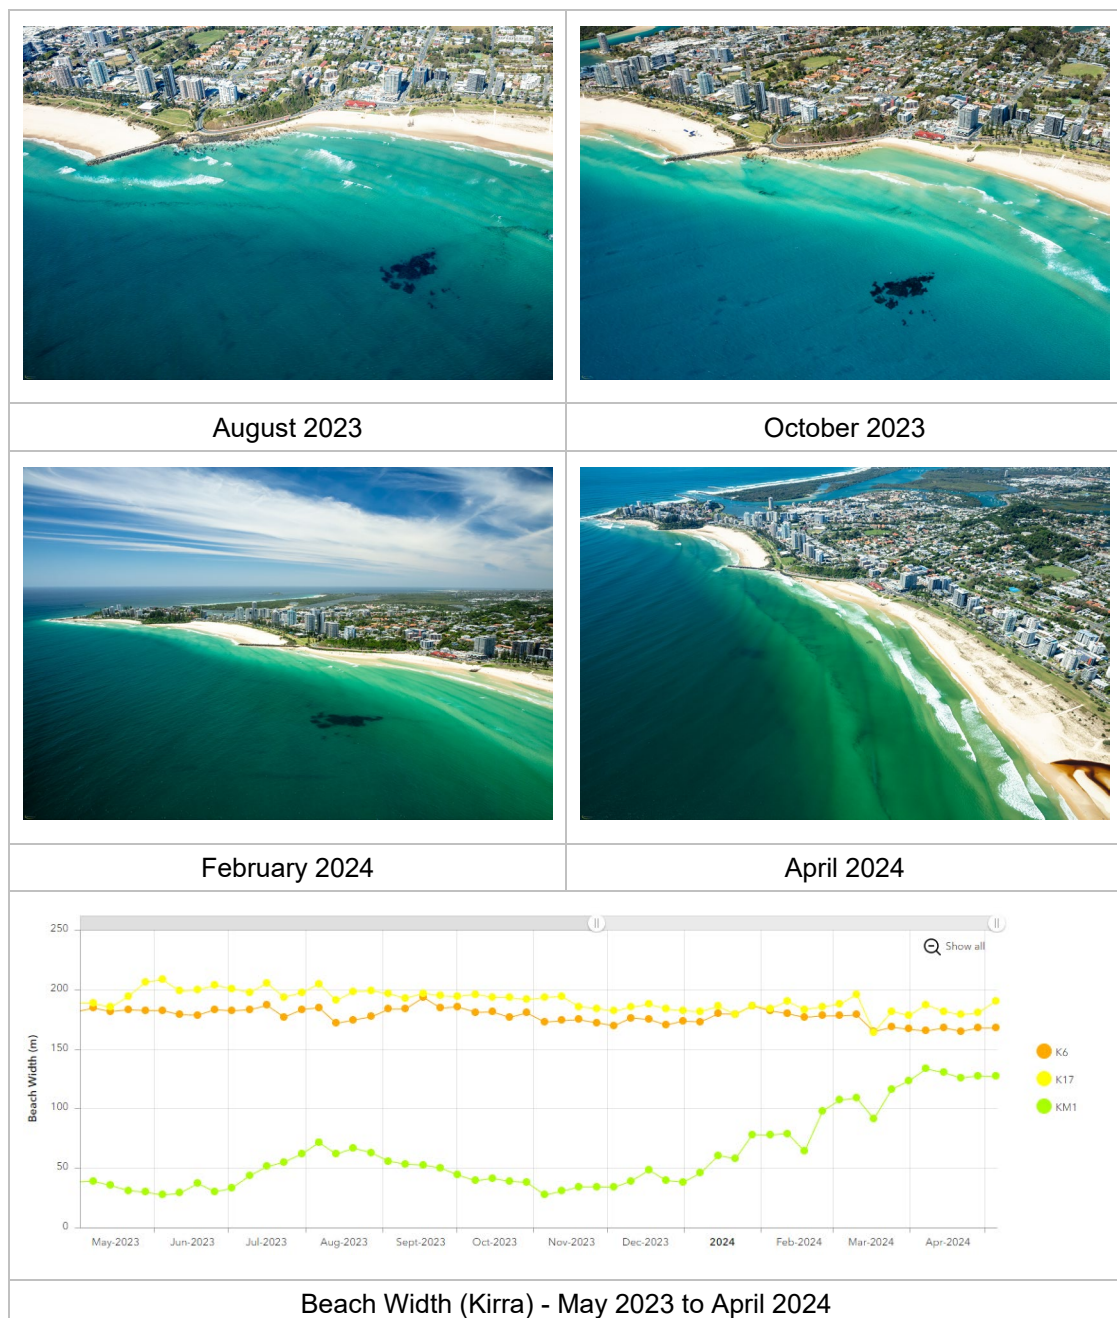 August 2023
October 2023
February 2024
April 2024
250
Show all
200
150
100
50
0
Beach Width (m)
K6
K17
KM1
May-2023
Jun-2023
Jul-2023
Aug-2023
Sept-2023
Oct-2023
Nov-2023
Dec-2023
2024
Feb-2024
Mar-2024
Apr-2024
Beach Width (Kirra) - May 2023 to April 2024